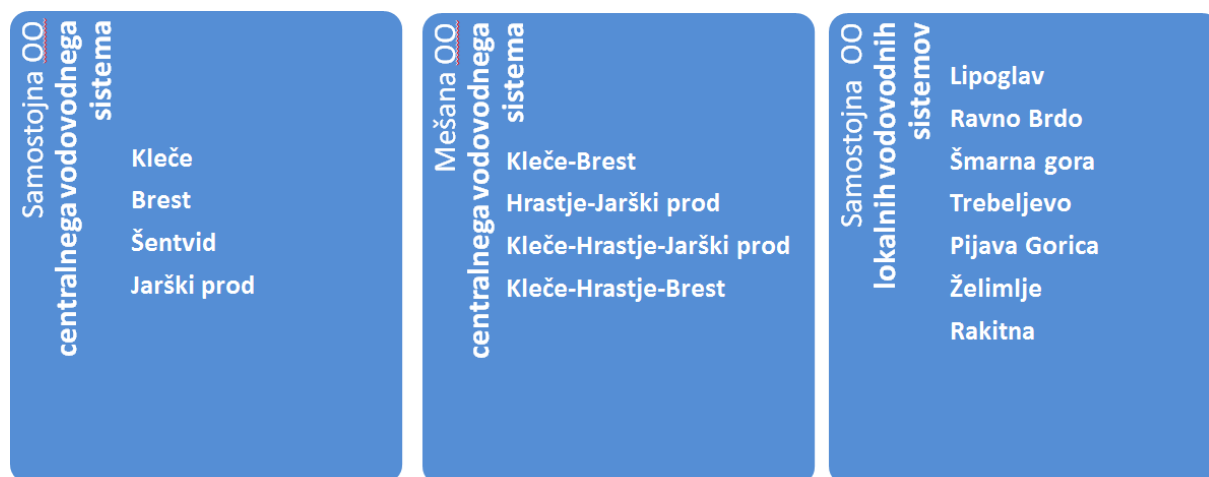 Samostojna OO
centralnega vodovodnega
sistema
Kleče
Brest
Šentvid
Jarški prod
Mešana OO
centralnega vodovodnega
sistema
Kleče-Brest
Hrastje-Jarški prod
Kleče-Hrastje-Jarški prod
Kleče-Hrastje-Brest
Samostojna OO
lokalnih vodovodnih
sistemov
Lipoglav
Ravno Brdo
Šmarna gora
Trebeljevo
Pijava Gorica
Želimlje
Rakitna